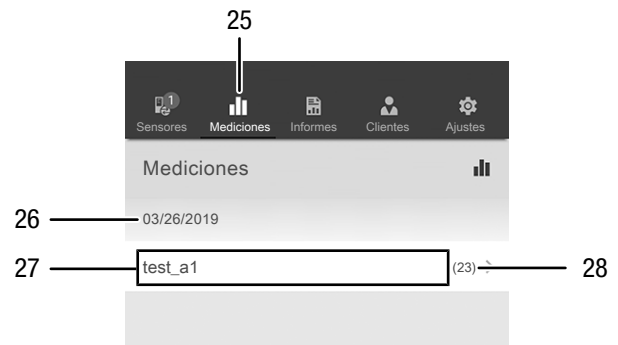 25
1
Sensores Mediciones Informes Clientes Ajustes
Mediciones
26 03/26/2019
27 test_a1 (23) 28